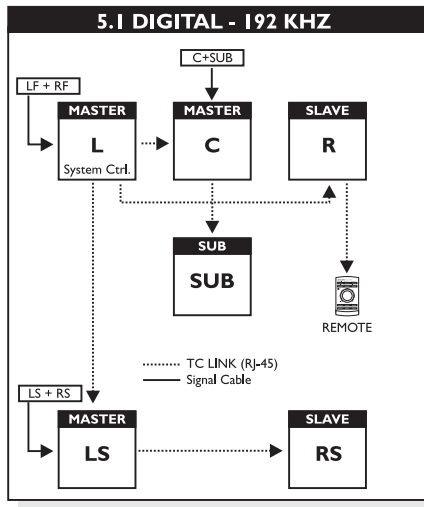 5.1 DIGITAL - 192 KHZ
C+SUB
LF + RF
MASTER
MASTER
SLAVE
L
C
R
System Ctrl.
SUB
SUB
REMOTE
TC LINK (RJ-45)
Signal Cable
LS + RS
MASTER
SLAVE
LS
RS